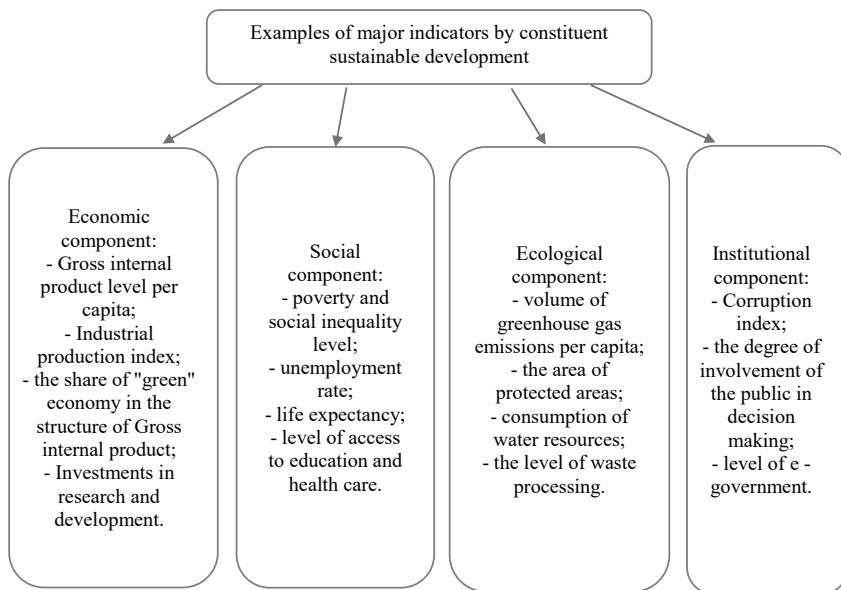 Examples of major indicators by constituent
sustainable development
Economic
component:
- Gross internal
product level per
capita;
- Industrial
production index;
- the share of "green"
economy in the
structure of Gross
internal product;
- Investments in
research and
development.
Social
component:
- poverty and
social inequality
level;
- unemployment
rate;
- life expectancy;
- level of access
to education and
health care.
Ecological
component:
- volume of
greenhouse gas
emissions per capita;
- the area of
protected areas;
- consumption of
water resources;
- the level of waste
processing.
Institutional
component:
- Corruption
index;
- the degree of
involvement of
the public in
decision
making;
- level of e -
government.